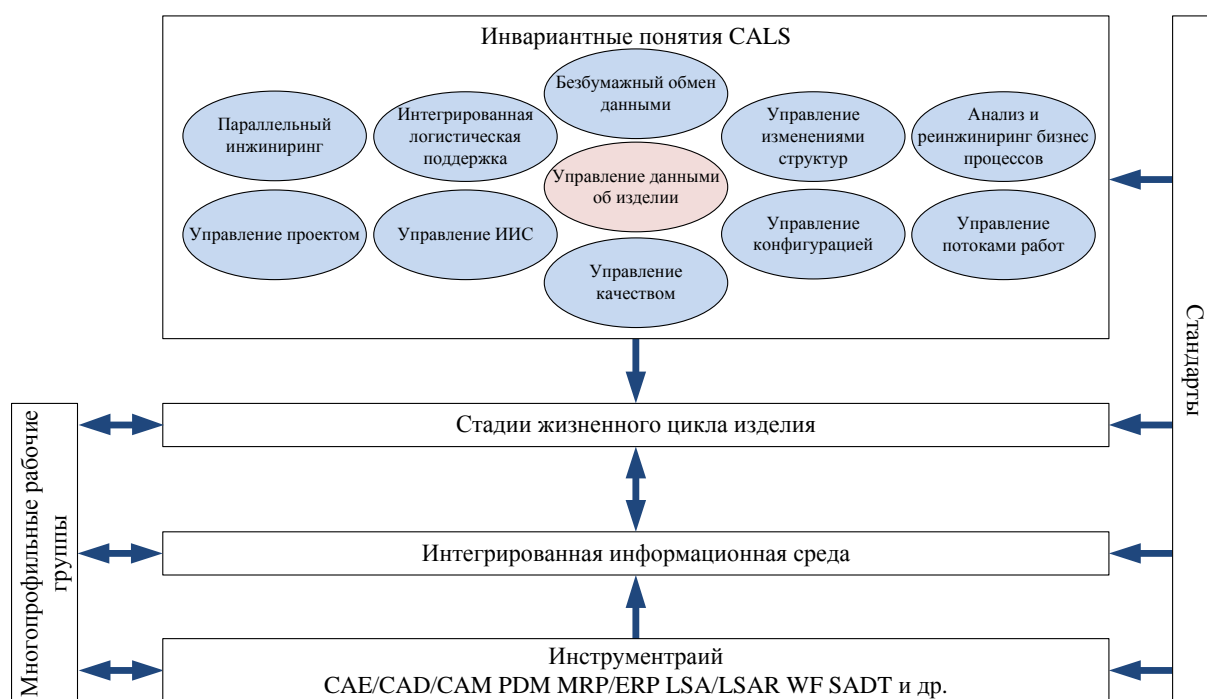 Инвариантные понятия CALS
Безбумажный обмен
данными
Параллельный
инжиниринг
Интегрированная
логистическая
поддержка
Управление
изменениями
структур
Анализ и
реинжиниринг бизнес
процессов
Управление данными
об изделии
Управление проектом
Управление ИИС
Управление
конфигурацией
Управление
потоками работ
Управление
качеством
Стандарты
Многопрофильные рабочие
группы
Стадии жизненного цикла изделия
Интегрированная информационная среда
Инструментраий
CAE/CAD/CAM PDM MRP/ERP LSA/LSAR WF SADT и др.